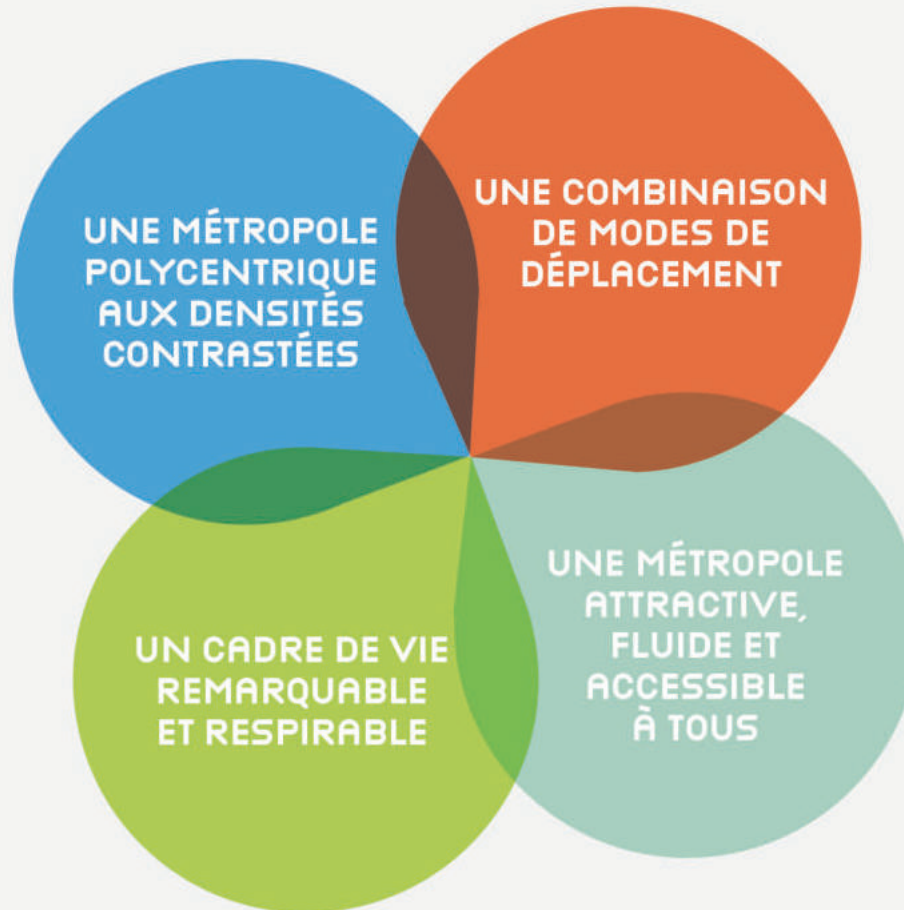 UNE MÉTROPOLE
POLYCENTRIQUE
AUX DENSITÉS
CONTRASTÉES
UNE COMBINAISON
DE MODES DE
DÉPLACEMENT
UN CADRE DE VIE
REMARQUABLE
ET RESPIRABLE
UNE MÉTROPOLE
ATTRACTIVE,
FLUIDE ET
ACCESSIBLE
À TOUS